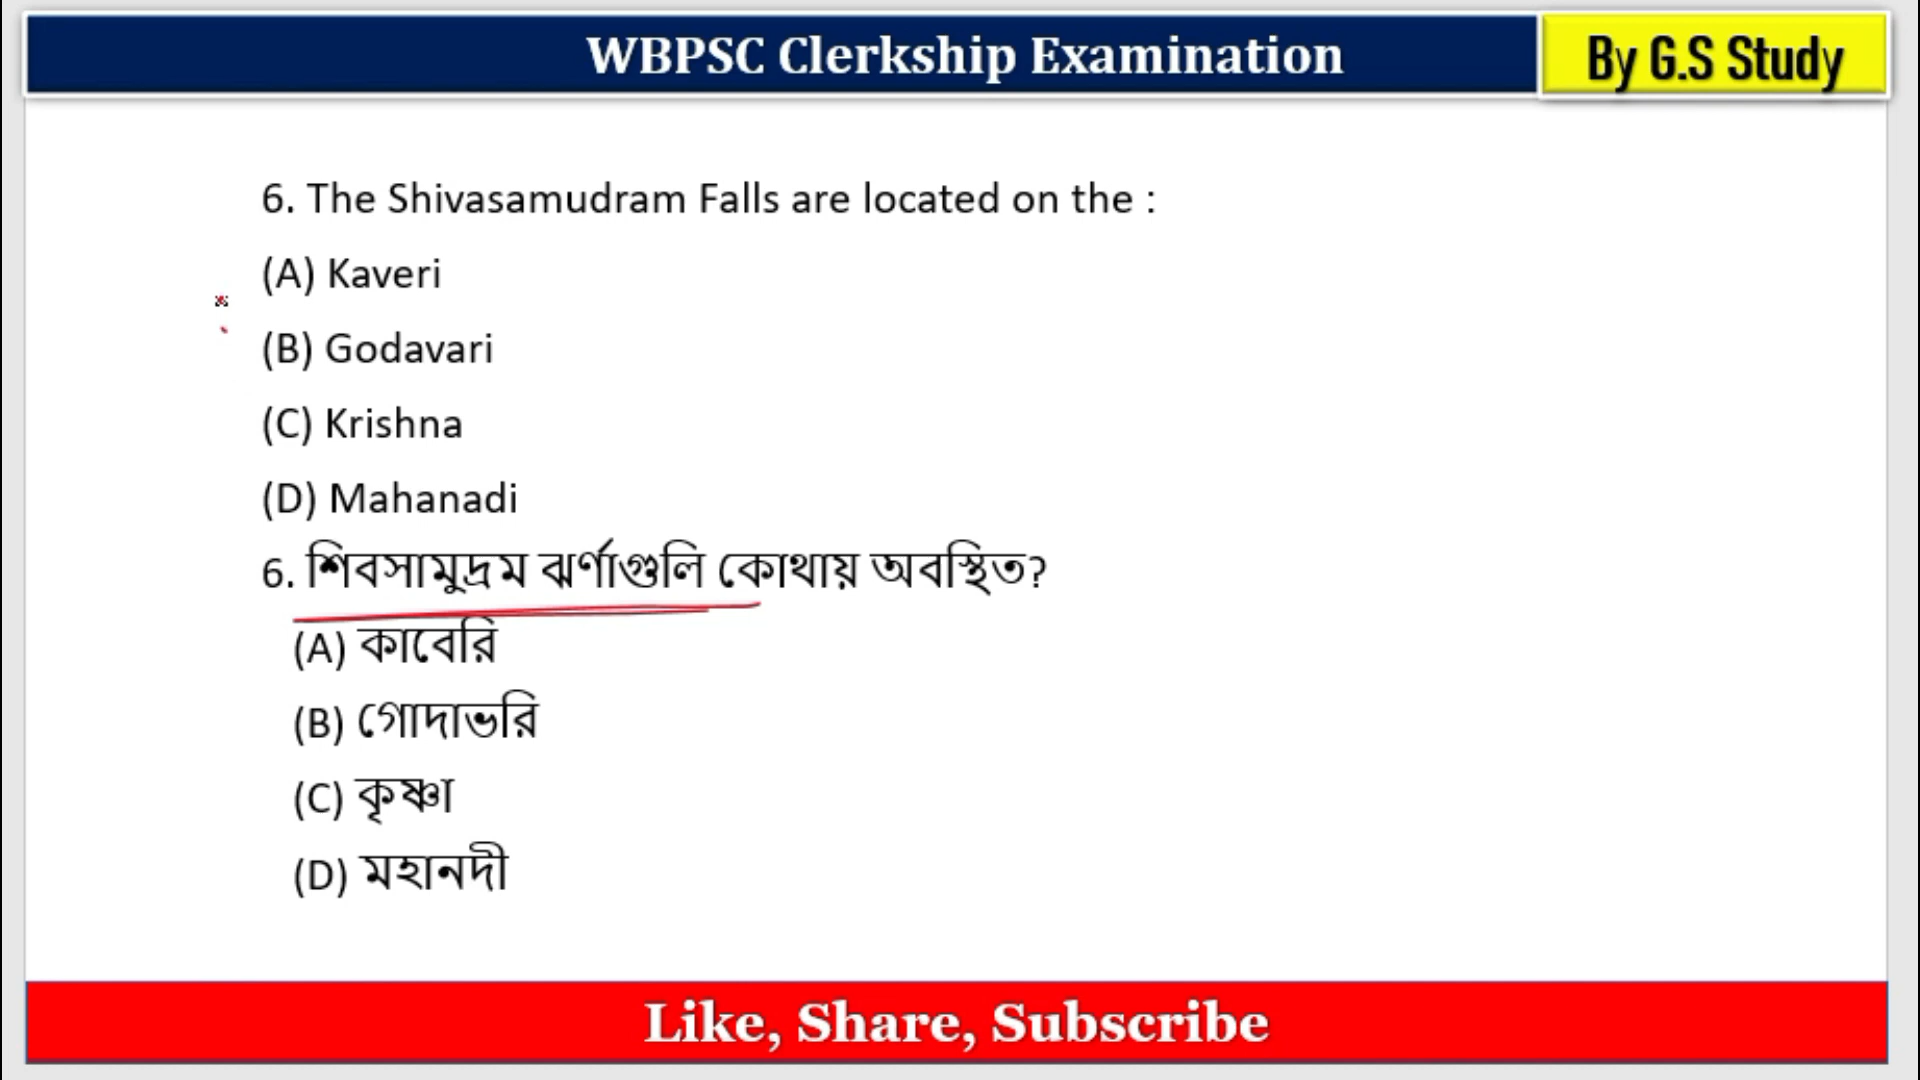 WBPSC Clerkship Examination
By G.S Study
6. The Shivasamudram Falls are located on the :
(A) Kaveri
(B) Godavari
(C) Krishna
(D) Mahanadi
6. শিবসামুদ্রম ঝর্ণাগুলি কোথায় অবস্থিত?
(A) কাবেরি
(B) গোদাভরি
(C) কৃষ্ণা
(D) মহানদী
Like, Share, Subscribe